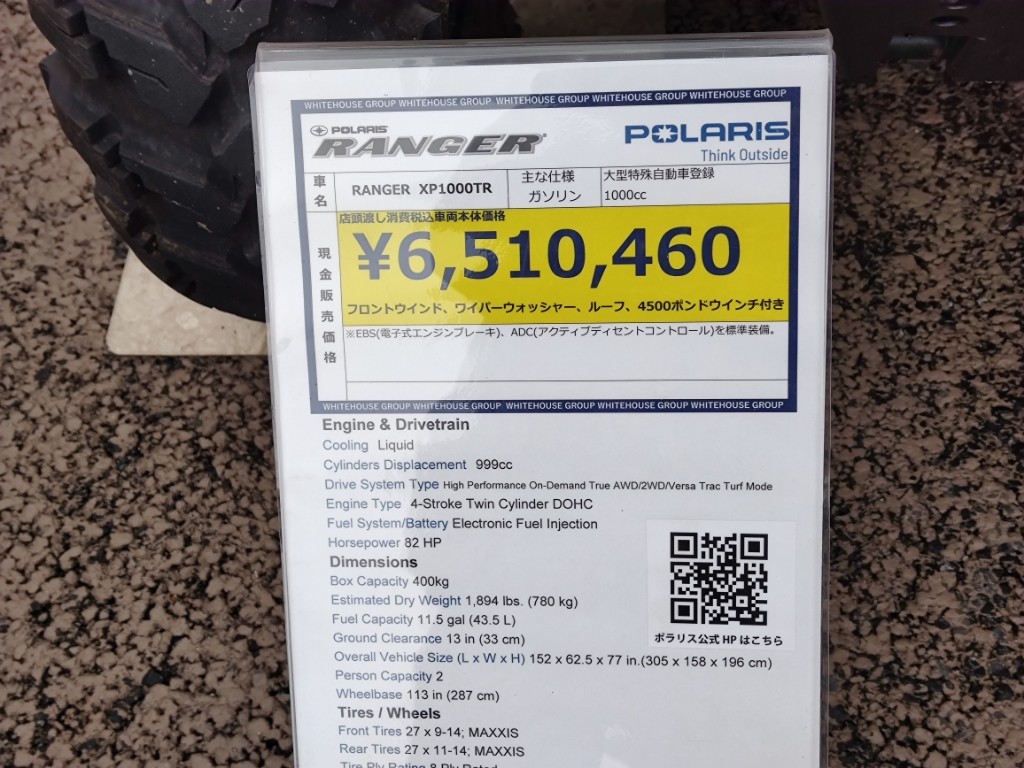 WHITEHOUSE GROUP WHITEHOUSE GROUP WHITEHOUSE GROUP WHITEHOUSE GROUP
POLARIS
RANGER
POLARIS
Think Outside
車名
RANGER XP1000TR
主な仕様
ガソリン
大型特殊自動車登録
1000cc
現金販売価格
店頭渡し消費税込車両本体価格
¥6,510,460
フロントウインド、ワイパーウォッシャー、ルーフ、4500ポンドウインチ付き
※EBS(電子式エンジンブレーキ)、ADC(アクティブディセントコントロール)を標準装備。
WHITEHOUSE GROUP WHITEHOUSE GROUP WHITEHOUSE GROUP WHITEHOUSE GROUP WHITEHOUSE GROUP
Engine & Drivetrain
Cooling Liquid
Cylinders Displacement 999cc
Drive System Type High Performance On-Demand True AWD/2WD/Versa Trac Turf Mode
Engine Type 4-Stroke Twin Cylinder DOHC
Fuel System/Battery Electronic Fuel Injection
Horsepower 82 HP
Dimensions
Box Capacity 400kg
Estimated Dry Weight 1,894 lbs. (780 kg)
Fuel Capacity 11.5 gal (43.5 L)
Ground Clearance 13 in (33 cm)
ポラリス公式HPはこちら
Overall Vehicle Size (L x W x H) 152 x 62.5 x 77 in.(305 x 158 x 196 cm)
Person Capacity 2
Wheelbase 113 in (287 cm)
Tires / Wheels
Front Tires 27 x 9-14; MAXXIS
Rear Tires 27 x 11-14; MAXXIS
Tire Ply Rating 8 Ply Rated